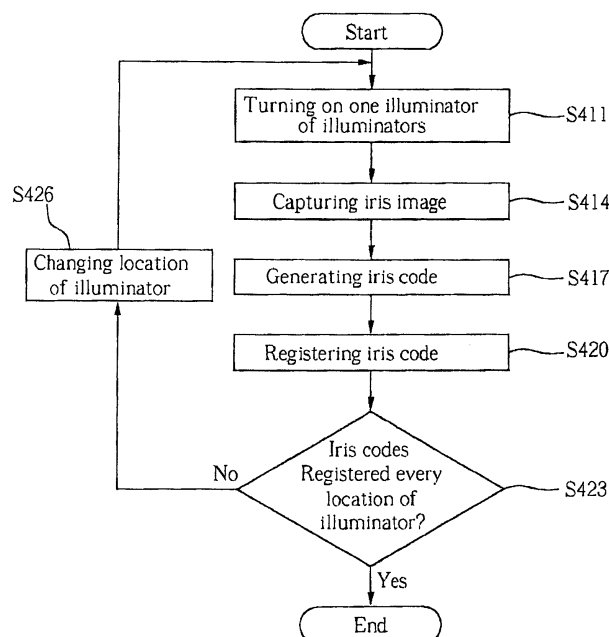 Start
Turning on one illuminator
of illuminators
S411
Capturing iris image
S414
S426
Changing location
of illuminator
Generating iris code
S417
Registering iris code
S420
Iris codes
Registered every
location of
illuminator?
S423
No
Yes
End